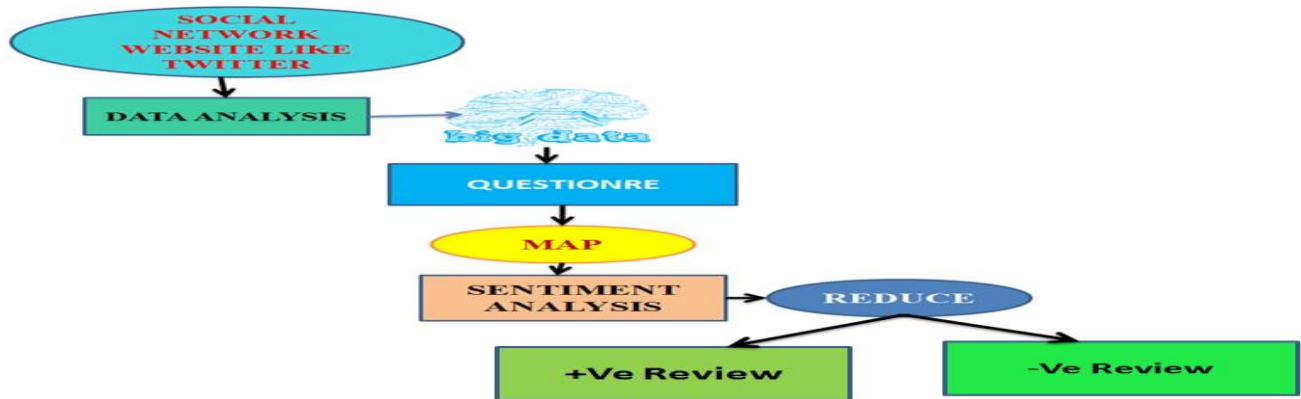 SOCIAL
NETWORK
WEBSITE LIKE
TWITTER
DATA ANALYSIS
big data
QUESTIONRE
MAP
SENTIMENT
ANALYSIS
REDUCE
+Ve Review
-Ve Review